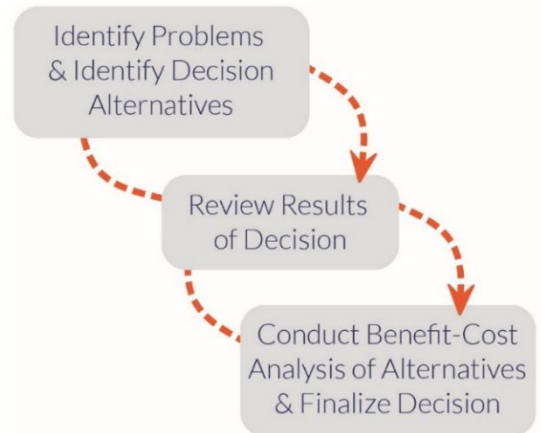 Identify Problems
& Identify Decision
Alternatives
Review Results
of Decision
Conduct Benefit-Cost
Analysis of Alternatives
& Finalize Decision